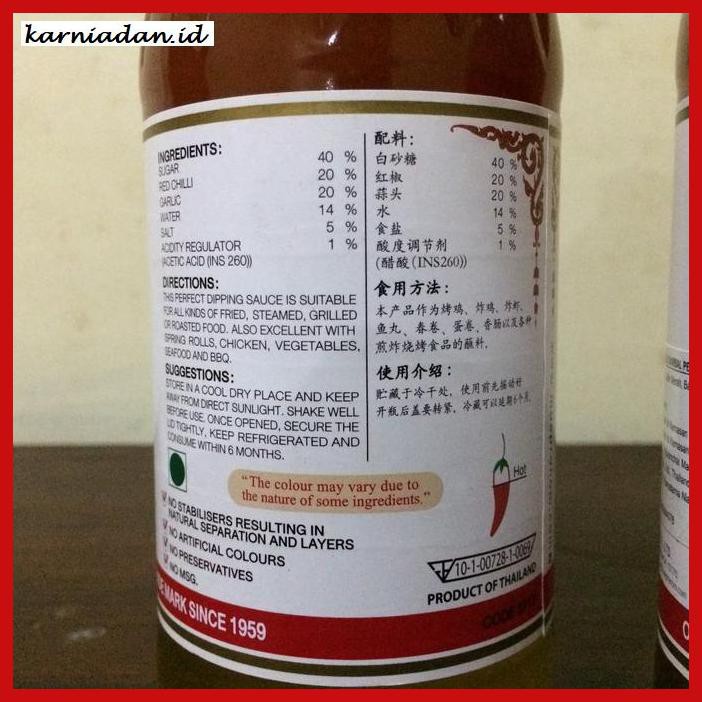 karniadan.id
INGREDIENTS:
SUGAR 40 %
RED CHILLI 20 %
GARLIC 20 %
WATER 14 %
SALT 5 %
ACIDITY REGULATOR 1 %
(ACETIC ACID (INS 260))
DIRECTIONS:
THIS PERFECT DIPPING SAUCE IS SUITABLE
FOR ALL KINDS OF FRIED, STEAMED, GRILLED
OR ROASTED FOOD. ALSO EXCELLENT WITH
SPRING ROLLS, CHICKEN, VEGETABLES,
SEAFOOD AND BBQ.
SUGGESTIONS:
STORE IN A COOL DRY PLACE AND KEEP
AWAY FROM DIRECT SUNLIGHT. SHAKE WELL
BEFORE USE. ONCE OPENED, SECURE THE
LID TIGHTLY, KEEP REFRIGERATED AND
CONSUME WITHIN 6 MONTHS.
配料:
白砂糖 40 %
红椒 20 %
蒜头 20 %
水 14 %
食盐 5 %
酸度调节剂 1 %
(醋酸(INS260))
食用方法:
本产品作为烤鸡、炸鸡、炸虾、
鱼丸、春卷、蛋卷、香肠以及各种
煎炸烧烤食品的蘸料.
使用介绍:
贮藏于冷干处, 使用前先摇动好
开瓶后盖要转紧, 冷藏可以延期6个月.
"The colour may vary due to
the nature of some ingredients."
Hot
NO STABILISERS RESULTING IN
NATURAL SEPARATION AND LAYERS
NO ARTIFICIAL COLOURS
NO PRESERVATIVES
NO MSG.
10-1-00728-1-0069
PRODUCT OF THAILAND
MARK SINCE 1959
CODE